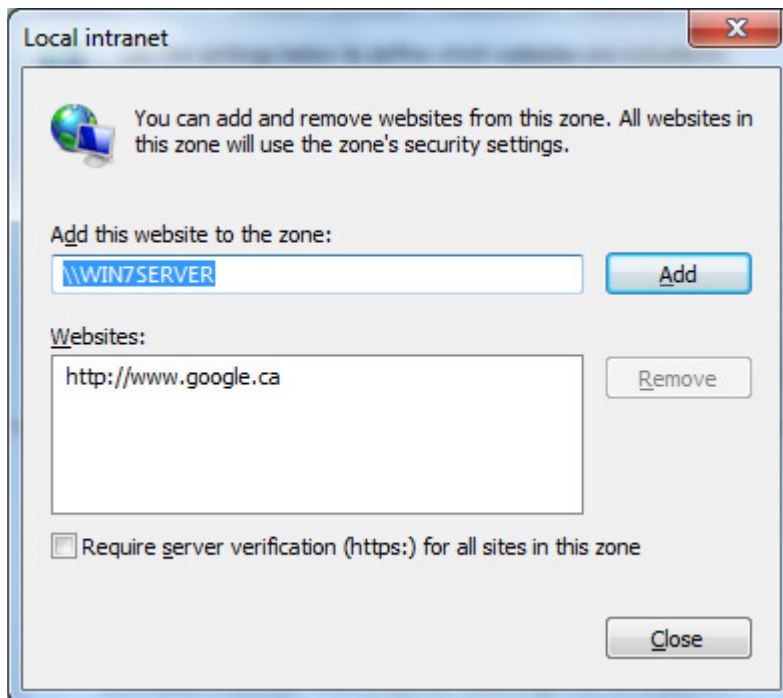 Local intranet
You can add and remove websites from this zone. All websites in
this zone will use the zone's security settings.
Add this website to the zone:
\\WIN7SERVER
Add
Websites:
http://www.google.ca
Remove
Require server verification (https:) for all sites in this zone
Close